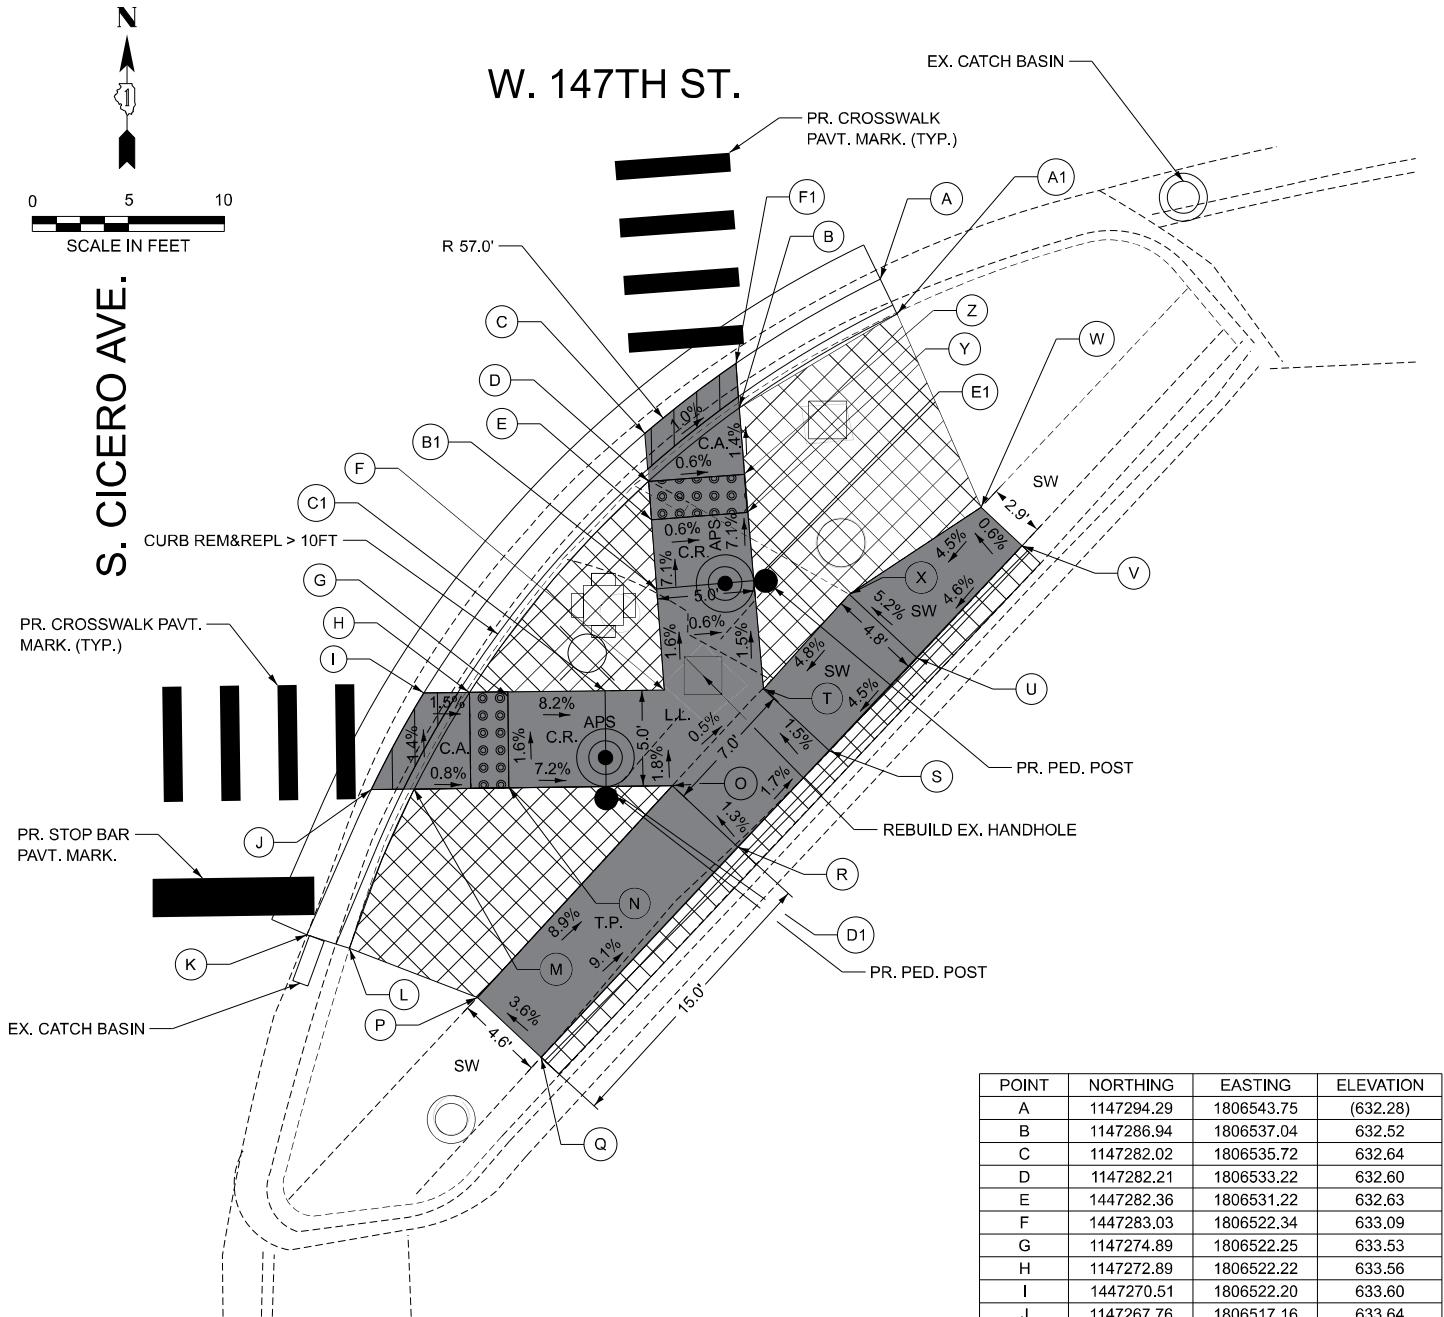 N
1
0 5 10
SCALE IN FEET
W. 147TH ST.
S. CICERO AVE.
EX. CATCH BASIN
PR. CROSSWALK
PAVT. MARK. (TYP.)
A1
F1
A
B
R 57.0'
C
Z
D
Y
W
E
E1
B1
F
C1
CURB REM&REPL > 10FT
G
PR. CROSSWALK PAVT.
MARK. (TYP.)
H
I
1.0%
C.A.
1.4%
0.6%
0.6%
C.R.
APS
7.1%
7.1%
5.0'
0.6%
1.6%
1.5%
SW
2.9'
0.6%
4.5%
V
X
5.2%
SW
4.6%
4.8'
4.8%
SW
4.5%
U
T
1.5%
8.2%
APS
L.L.
1.4%
C.A.
1.6%
C.R.
5.0'
0.5%
7.0'
1.5%
0.8%
7.2%
1.8%
O
1.7%
S
PR. PED. POST
REBUILD EX. HANDHOLE
1.3%
R
J
PR. STOP BAR
PAVT. MARK.
N
8.9%
T.P.
9.1%
D1
PR. PED. POST
K
M
L
15.0'
EX. CATCH BASIN
P
3.6%
4.6'
SW
Q
POINT NORTHING EASTING ELEVATION
A 1147294.29 1806543.75 (632.28)
B 1147286.94 1806537.04 632.52
C 1147282.02 1806535.72 632.64
D 1147282.21 1806533.22 632.60
E 1447282.36 1806531.22 632.63
F 1447283.03 1806522.34 633.09
G 1147274.89 1806522.25 633.53
H 1147272.89 1806522.22 633.56
I 1447270.51 1806522.20 633.60
J 1147267.76 1806517.16 633.64